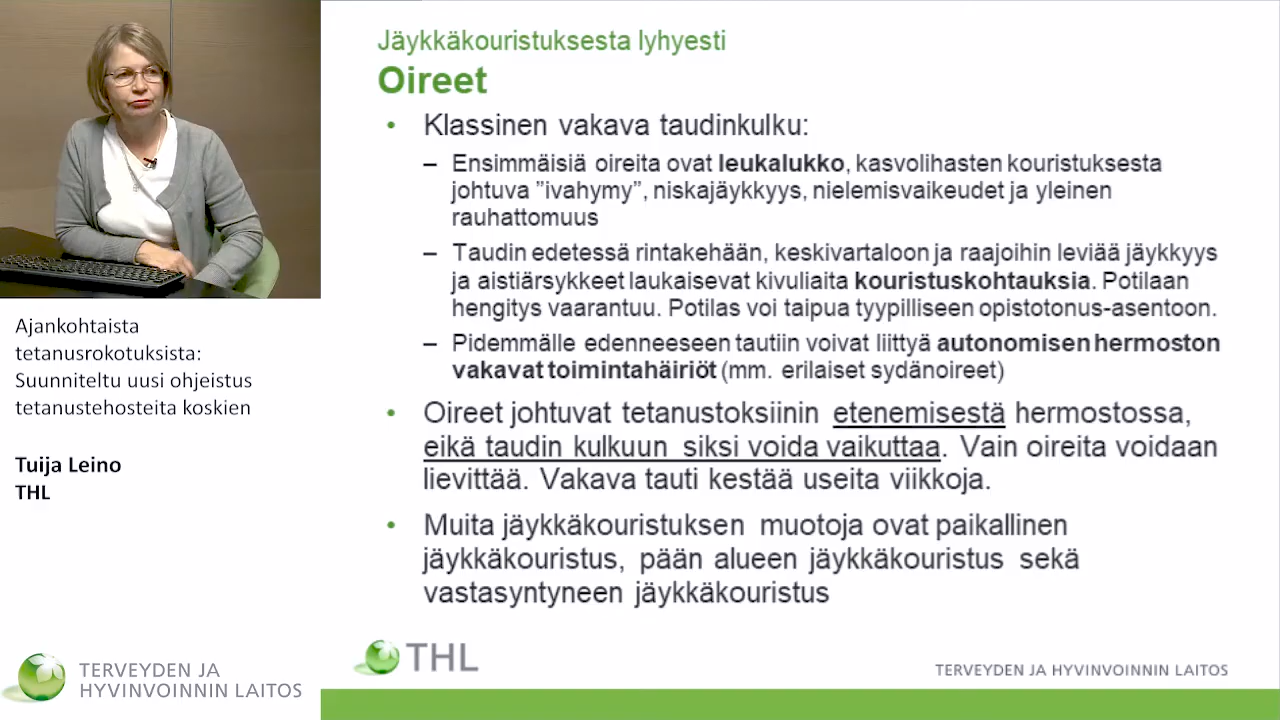 Jäykkäkouristuksesta lyhyesti
Oireet
• Klassinen vakava taudinkulku:
– Ensimmäisiä oireita ovat leukalukko, kasvolihasten kouristuksesta
johtuva ”ivahymy”, niskajäykkyys, nielemisvaikeudet ja yleinen
rauhattomuus
– Taudin edetessä rintakehään, keskivartaloon ja raajoihin leviää jäykkyys
ja aistiärsykkeet laukaisevat kivuliaita kouristuskohtauksia. Potilaan
hengitys vaarantuu. Potilas voi taipua tyypilliseen opistotonus-asentoon.
– Pidemmälle edenneeseen tautiin voivat liittyä autonomisen hermoston
vakavat toimintahäiriöt (mm. erilaiset sydänoireet)
• Oireet johtuvat tetanustoksiinin etenemisestä hermostossa,
eikä taudin kulkuun siksi voida vaikuttaa. Vain oireita voidaan
lievittää. Vakava tauti kestää useita viikkoja.
• Muita jäykkäkouristuksen muotoja ovat paikallinen
jäykkäkouristus, pään alueen jäykkäkouristus sekä
vastasyntyneen jäykkäkouristus
THL
TERVEYDEN JA HYVINVOINNIN LAITOS
Ajankohtaista
tetanusrokotuksista:
Suunniteltu uusi ohjeistus
tetanustehosteita koskien
Tuija Leino
THL
TERVEYDEN JA
HYVINVOINNIN LAITOS